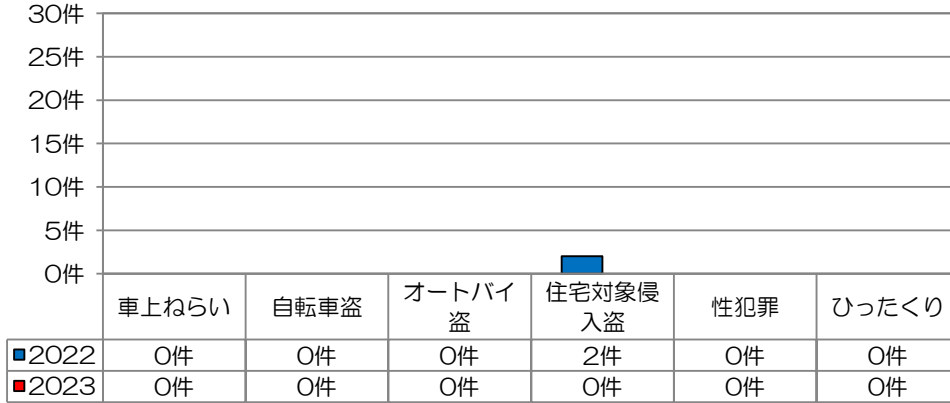 30件
25件
20件
15件
10件
5件
0件
車上ねらい 自転車盗 オートバイ盗 住宅対象侵入盗 性犯罪 ひったくり
2022 0件 0件 0件 2件 0件 0件
2023 0件 0件 0件 0件 0件 0件